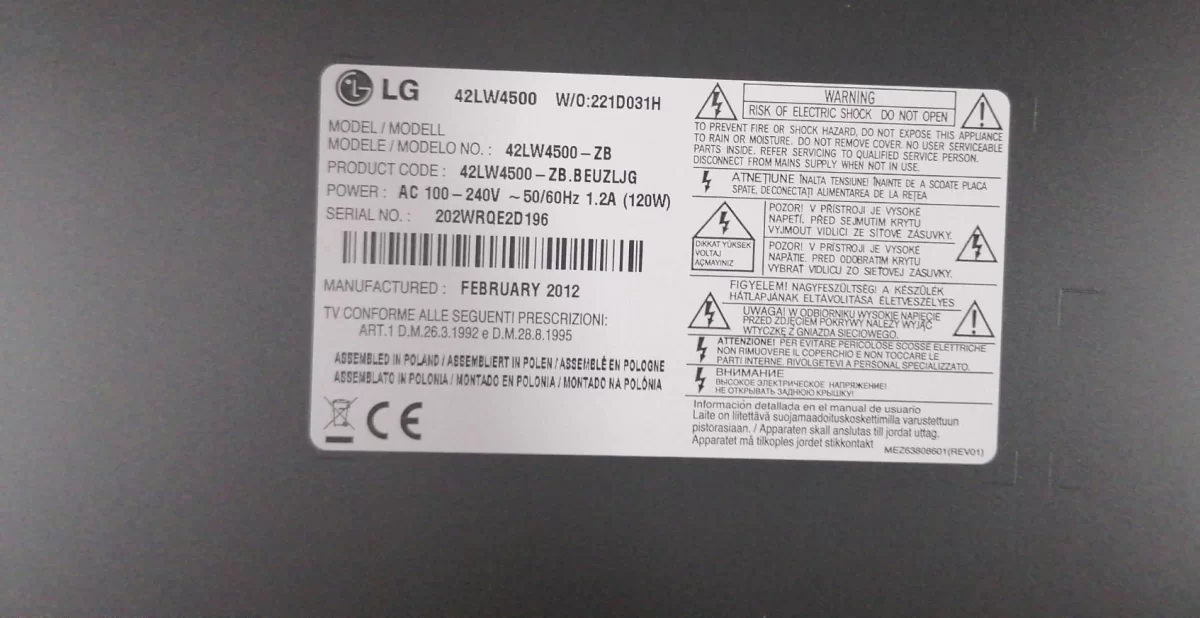 LG 42LW4500 W/O:221D031H
MODEL / MODELL
MODELE / MODELO NO. : 42LW4500-ZB
PRODUCT CODE : 42LW4500-ZB.BEUZLJG
POWER : AC 100-240V ~50/60Hz 1.2A (120W)
SERIAL NO. : 202WRQE2D196
MANUFACTURED : FEBRUARY 2012
TV CONFORME ALLE SEGUENTI PRESCRIZIONI:
ART.1 D.M.26.3.1992 e D.M.28.8.1995
ASSEMBLED IN POLAND / ASSEMBLIERT IN POLEN / ASSEMBLÉ EN POLOGNE
ASSEMBLATO IN POLONIA / MONTADO EN POLONIA / MONTADO NA POLÓNIA
CE
WARNING
RISK OF ELECTRIC SHOCK DO NOT OPEN
TO PREVENT FIRE OR SHOCK HAZARD, DO NOT EXPOSE THIS APPLIANCE
TO RAIN OR MOISTURE. DO NOT REMOVE COVER. NO USER SERVICEABLE
PARTS INSIDE. REFER SERVICING TO QUALIFIED SERVICE PERSON.
DISCONNECT FROM MAINS SUPPLY WHEN NOT IN USE.
ATNEȚIUNE ÎNALTA TENSIUNE! ÎNAINTE DE A SCOATE PLACA
SPATE, DECONECTAȚI ALIMENTAREA DE LA REȚEA
DIKKAT YÜKSEK
VOLTAJ
AÇMAYINIZ
POZOR! V PŘÍSTROJI JE VYSOKÉ
NAPETÍ. PŘED SEJMUTIM KRYTU
VYJMOUT VIDLICI ZE SÍŤOVÉ ZÁSUVKY.
POZOR! V PRÍSTROJI JE VYSOKÉ
NAPÄTIE. PRED ODOBRATIM KRYTU
VYBRAT VIDLICU ZO SIEŤOVEJ ZÁSUVKY.
FIGYELEM! NAGYFESZÜLTSÉG! A KÉSZÜLÉK
HÁTLAPJÁNAK ELTÁVOLITÁSA ÉLETVESZÉLYES
UWAGA! W ODBIORNIKU WYSOKIE NAPIĘCIE
PRZED ZDJĘCIEM POKRYWY NALEŻY WYJĄĆ
WTYCZKĘ Z GNIAZDA SIECIOWEGO.
ATTENZIONE! PER EVITARE PERICOLOSE SCOSSE ELETTRICHE
NON RIMUOVERE IL COPERCHIO E NON TOCCARE LE
PARTI INTERNE. RIVOLGETEVI A PERSONAL SPECIALIZZATO.
ВНИМАНИЕ
ВЫСОКОЕ ЭЛЕКТРИЧЕСКОЕ НАПРЯЖЕНИЕ!
НЕ ОТКРЫВАТЬ ЗАДНЮЮ КРЫШКУ!
Información detallada en el manual de usuario
Laite on liitettävä suojamaadoituskoskettimilla varustettuun
pistorasiaan. / Apparaten skall anslutas till jordat uttag.
Apparatet må tilkoples jordet stikkontakt
MEZ63808601(REV01)